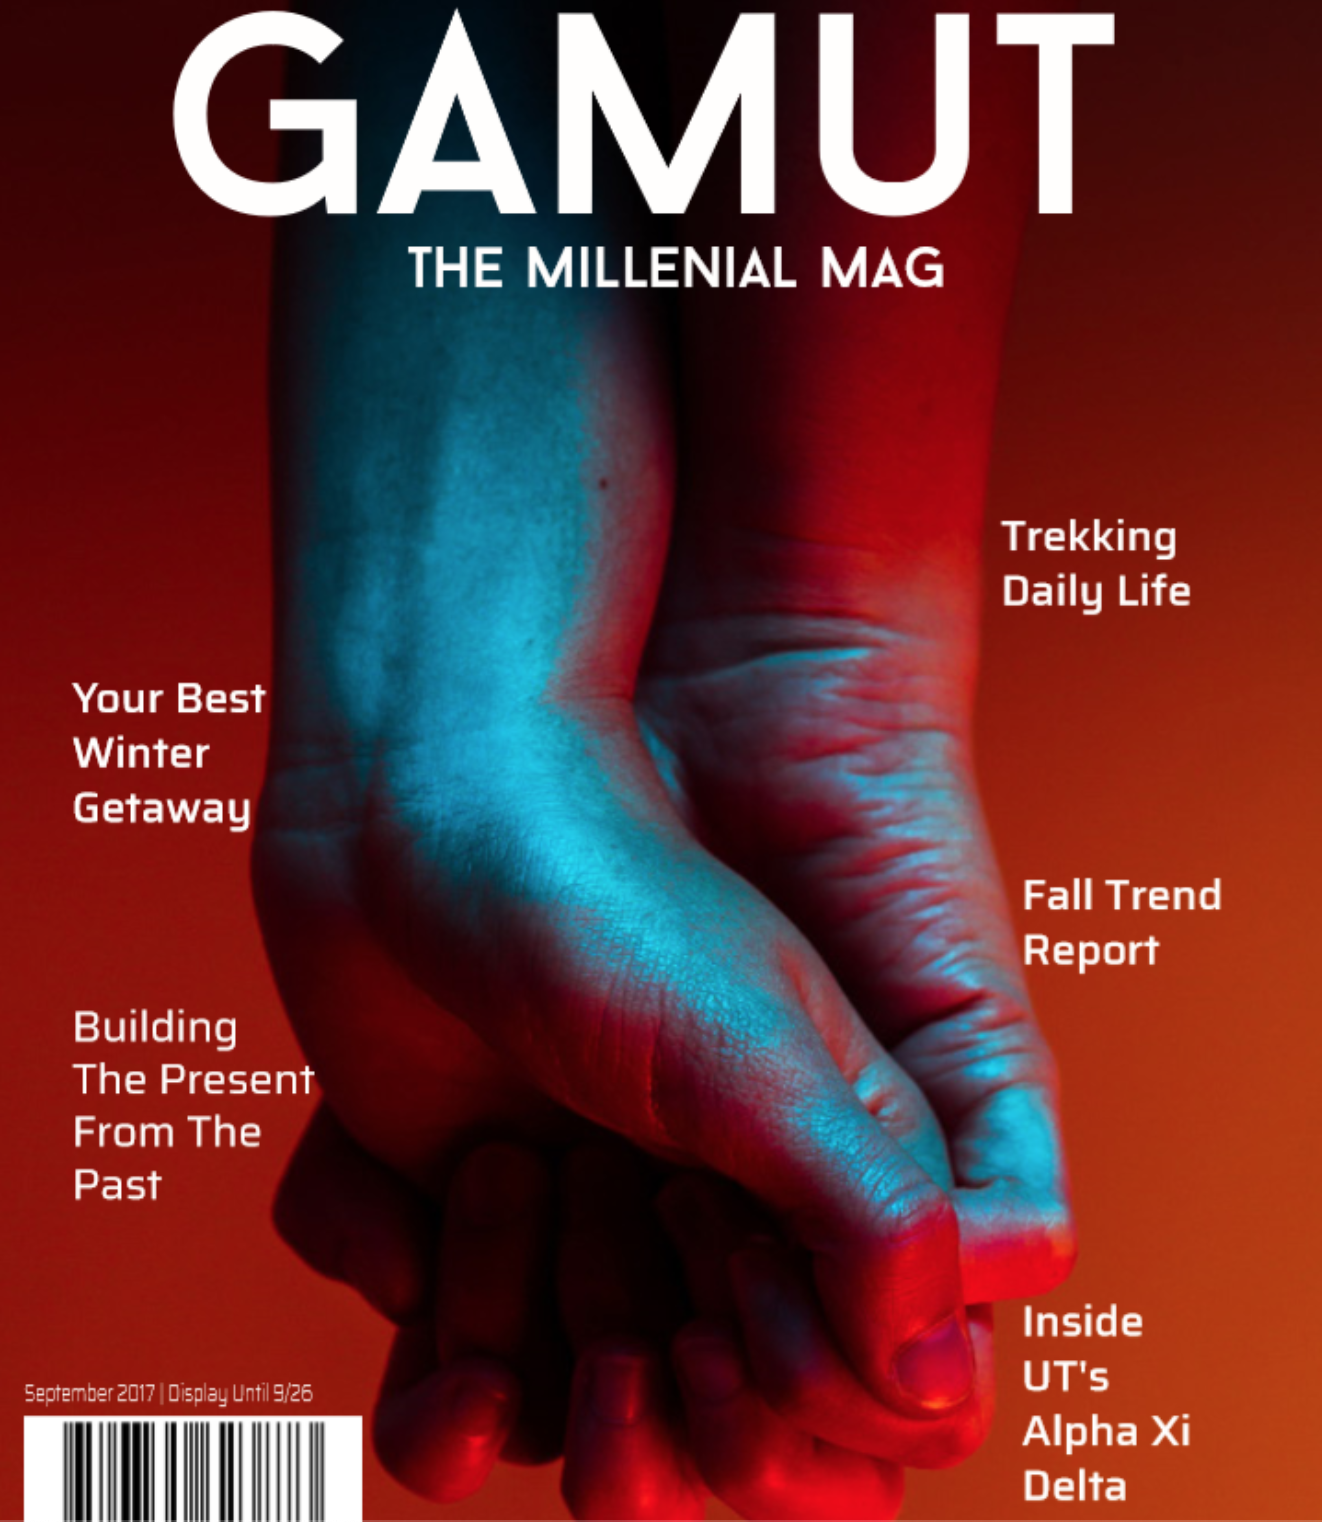 GAMUT
THE MILLENIAL MAG
Trekking
Daily Life
Your Best
Winter
Getaway
Fall Trend
Report
Building
The Present
From The
Past
Inside
UT's
Alpha Xi
Delta
September 2017 | Display Until 9/26